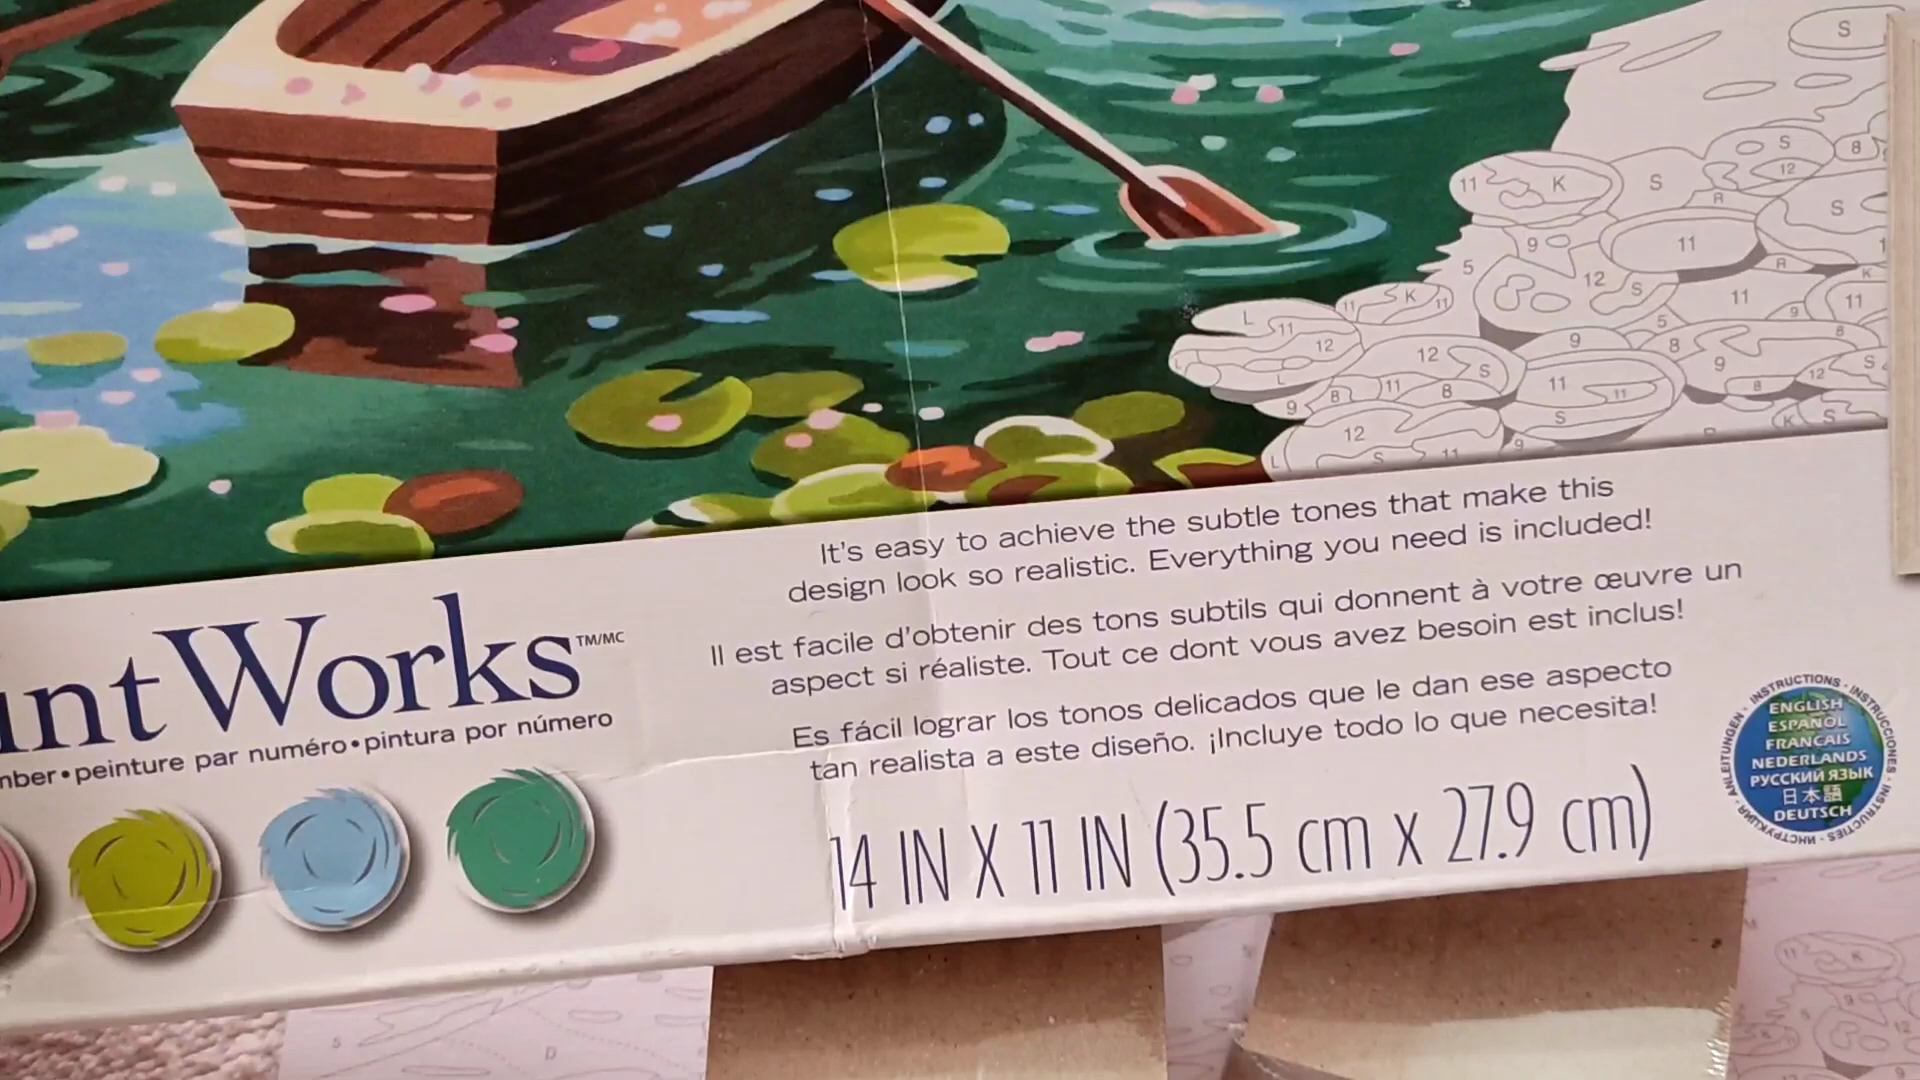 It's easy to achieve the subtle tones that make this
design look so realistic. Everything you need is included!
Il est facile d'obtenir des tons subtils qui donnent à votre œuvre un
aspect si réaliste. Tout ce dont vous avez besoin est inclus!
Es fácil lograr los tonos delicados que le dan ese aspecto
tan realista a este diseño. ¡Incluye todo lo que necesita!
14 IN X 11 IN (35.5 cm x 27.9 cm)
Works TM/MC
peinture par numéro • pintura por número
INSTRUCTIONS - INSTRUCCIONES - INSTRUCTIES - ИНСТРУКЦИЯ - ANLEITUNGEN
ENGLISH
ESPAÑOL
FRANÇAIS
NEDERLANDS
РУССКИЙ ЯЗЫК
日本語
DEUTSCH